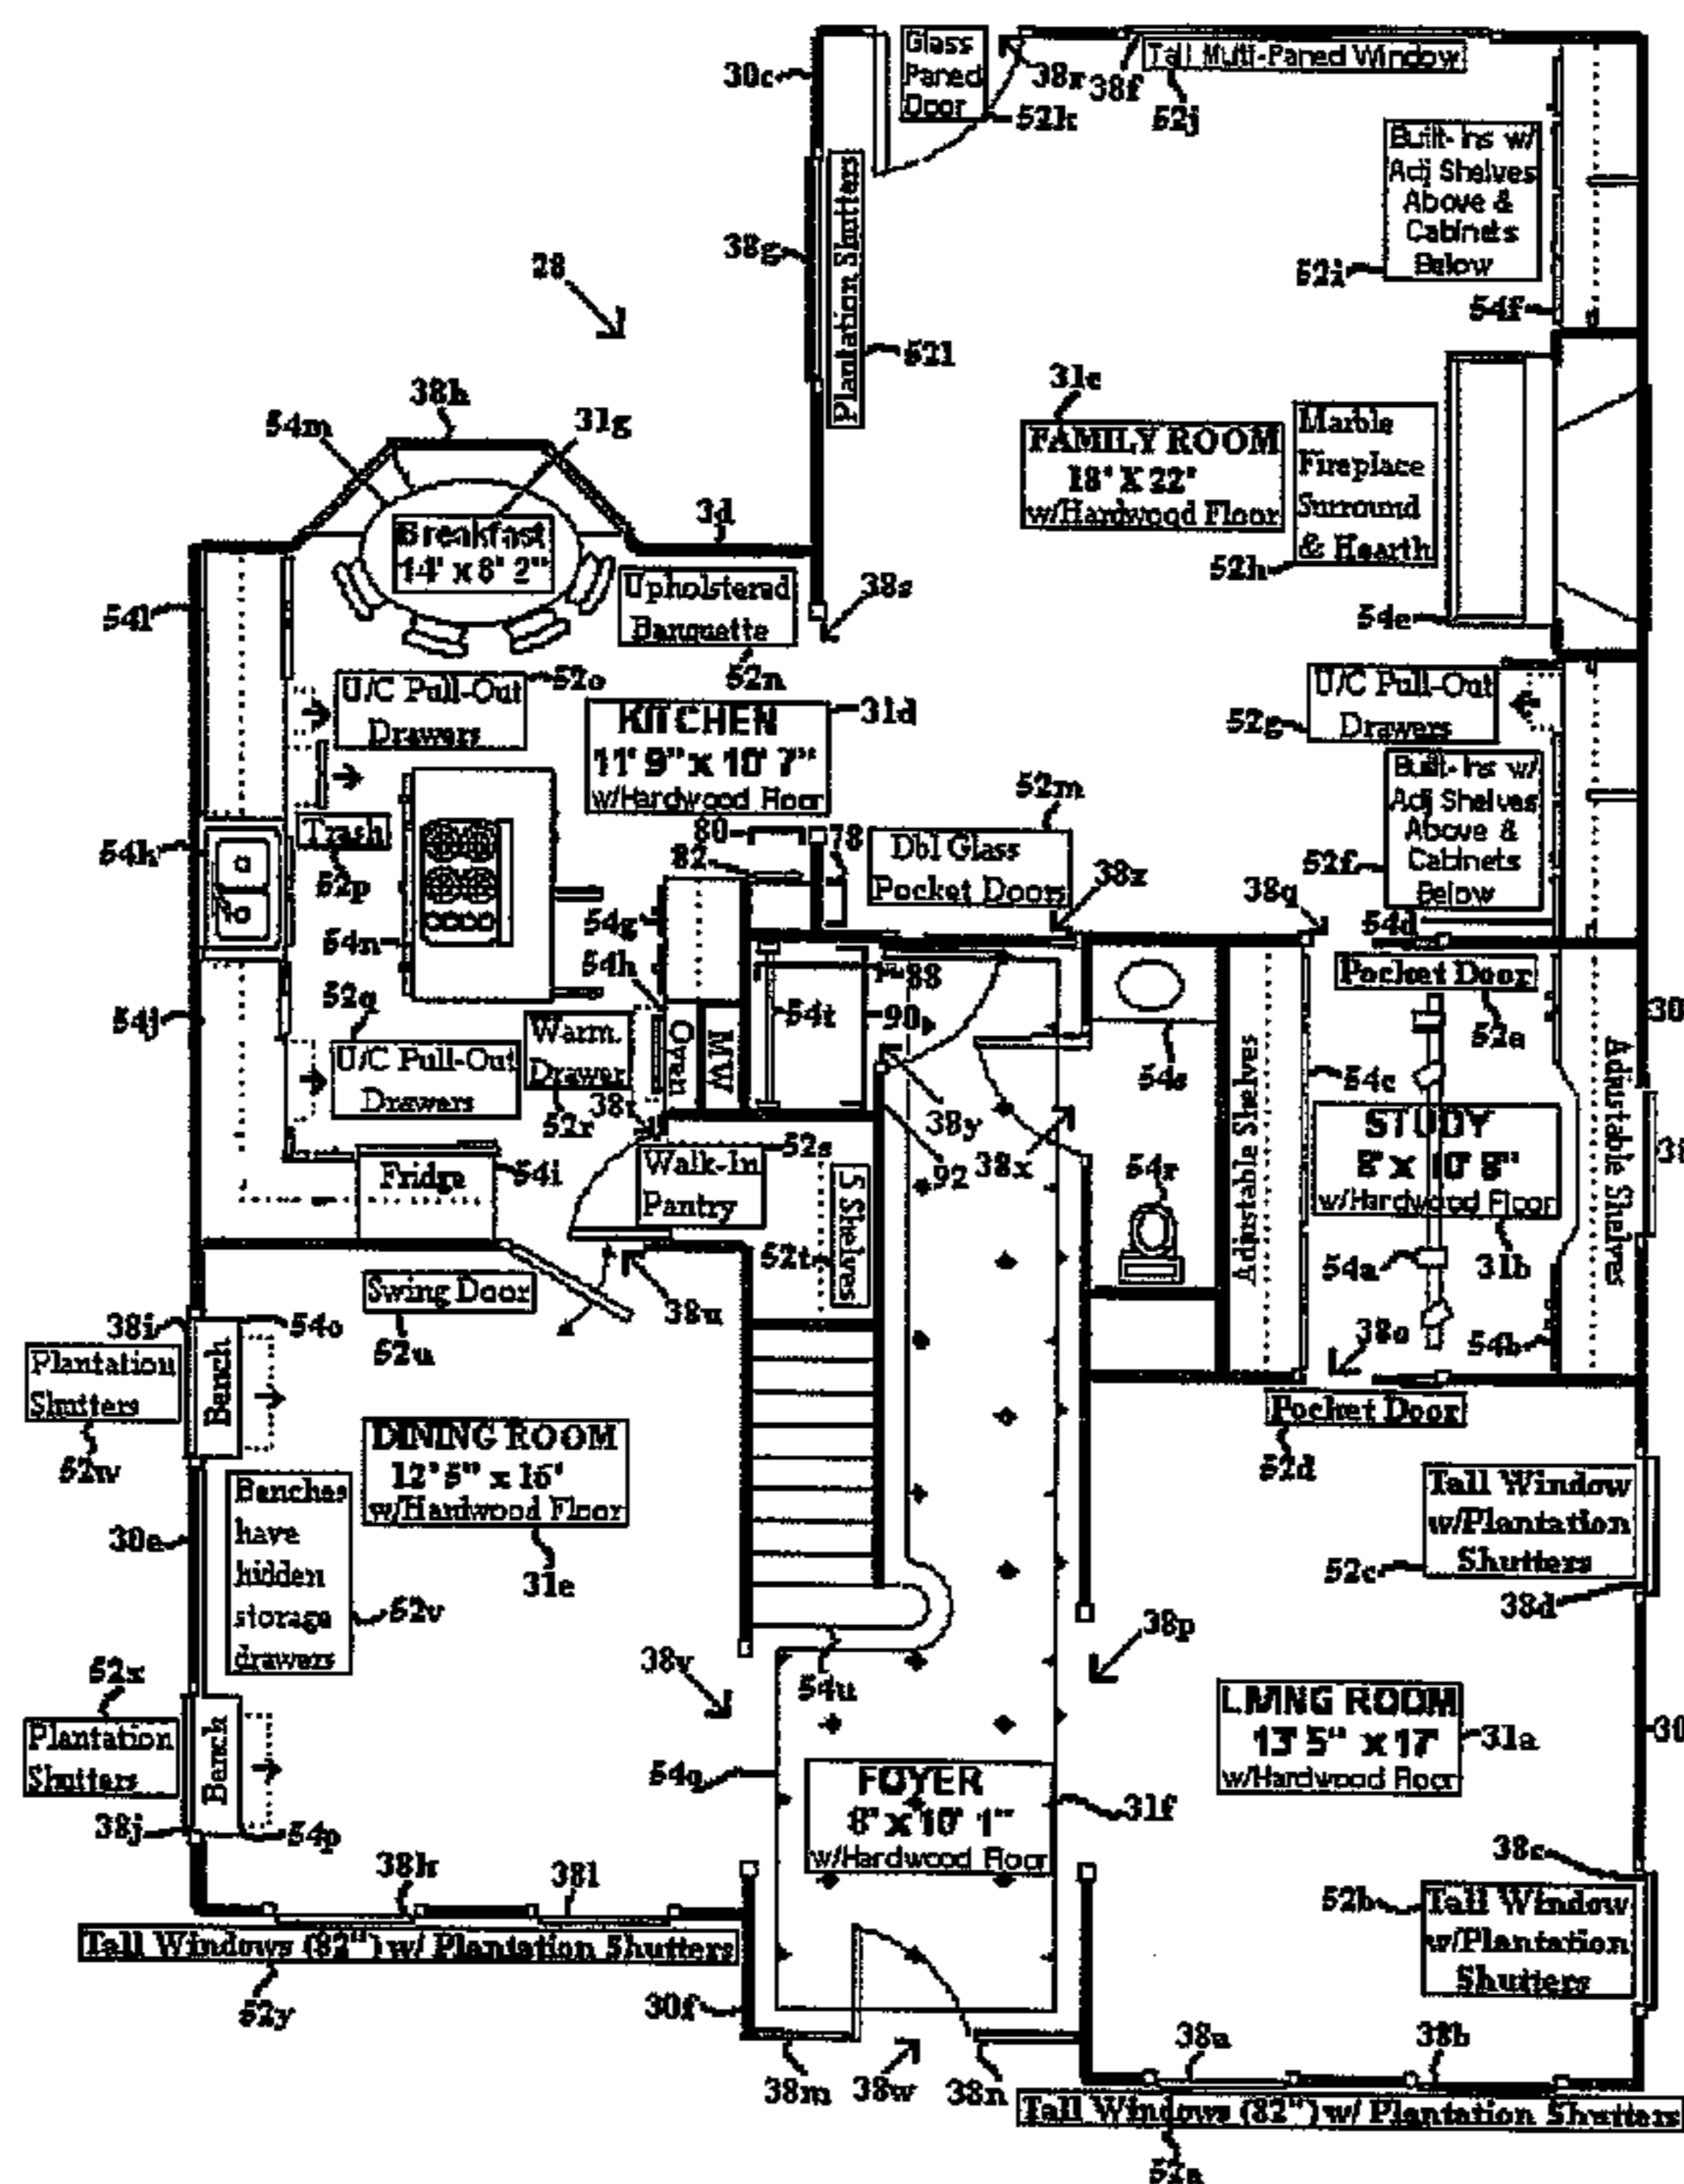 30c
Glass
Paned
Door
38r
38f
Tall Multi-Paned Window
52k
52j
Built-Ins w/
Adj Shelves
Above &
Cabinets
Below
52i
38g
Plantation Shutters
28
54f
52l
38h
31c
54m
31g
FAMILY ROOM
18' X 22'
w/Hardwood Floor
Marble
Fireplace
Surround
& Hearth
52h
3d
Breakfast
14' x 8' 2"
Upholstered
Banquette
38s
54l
54e
52n
U/C Pull-Out
Drawers
52o
KITCHEN
11' 9" x 10' 7"
w/Hardwood Floor
31d
U/C Pull-Out
Drawers
52g
Built-Ins w/
Adj Shelves
Above &
Cabinets
Below
52f
52m
Trash
80
78
82
Dbl Glass
Pocket Doors
38z
38q
54k
52p
54g
54d
54n
54h
88
Pocket Door
52q
54j
54t
90
52e
30
U/C Pull-Out
Drawers
Warm.
Drawer
Oven
MW
54s
Adjustable Shelves
54c
Adjustable Shelves
38t
52r
38y
STUDY
8' x 10' 8"
w/Hardwood Floor
52s
92
38x
Fridge
54i
Walk-In
Pantry
5 Shelves
54r
52t
54a
31b
Swing Door
38u
38i
54o
38o
54b
52u
Plantation
Shutters
Bench
Pocket Door
DINING ROOM
12' 5" x 16'
w/Hardwood Floor
52w
52d
Benches
have
hidden
storage
drawers
Tall Window
w/Plantation
Shutters
30e
31e
52c
52v
38d
38p
52x
38v
54u
LIVING ROOM
13' 5" x 17'
w/Hardwood Floor
31a
30
Plantation
Shutters
Bench
54q
FOYER
8' x 10' 1"
w/Hardwood Floor
31f
38j
54p
38k
38l
38c
52b
Tall Window
w/Plantation
Shutters
Tall Windows (82") w/ Plantation Shutters
52y
30f
38m
38w
38n
38a
38b
Tall Windows (82") w/ Plantation Shutters
52a